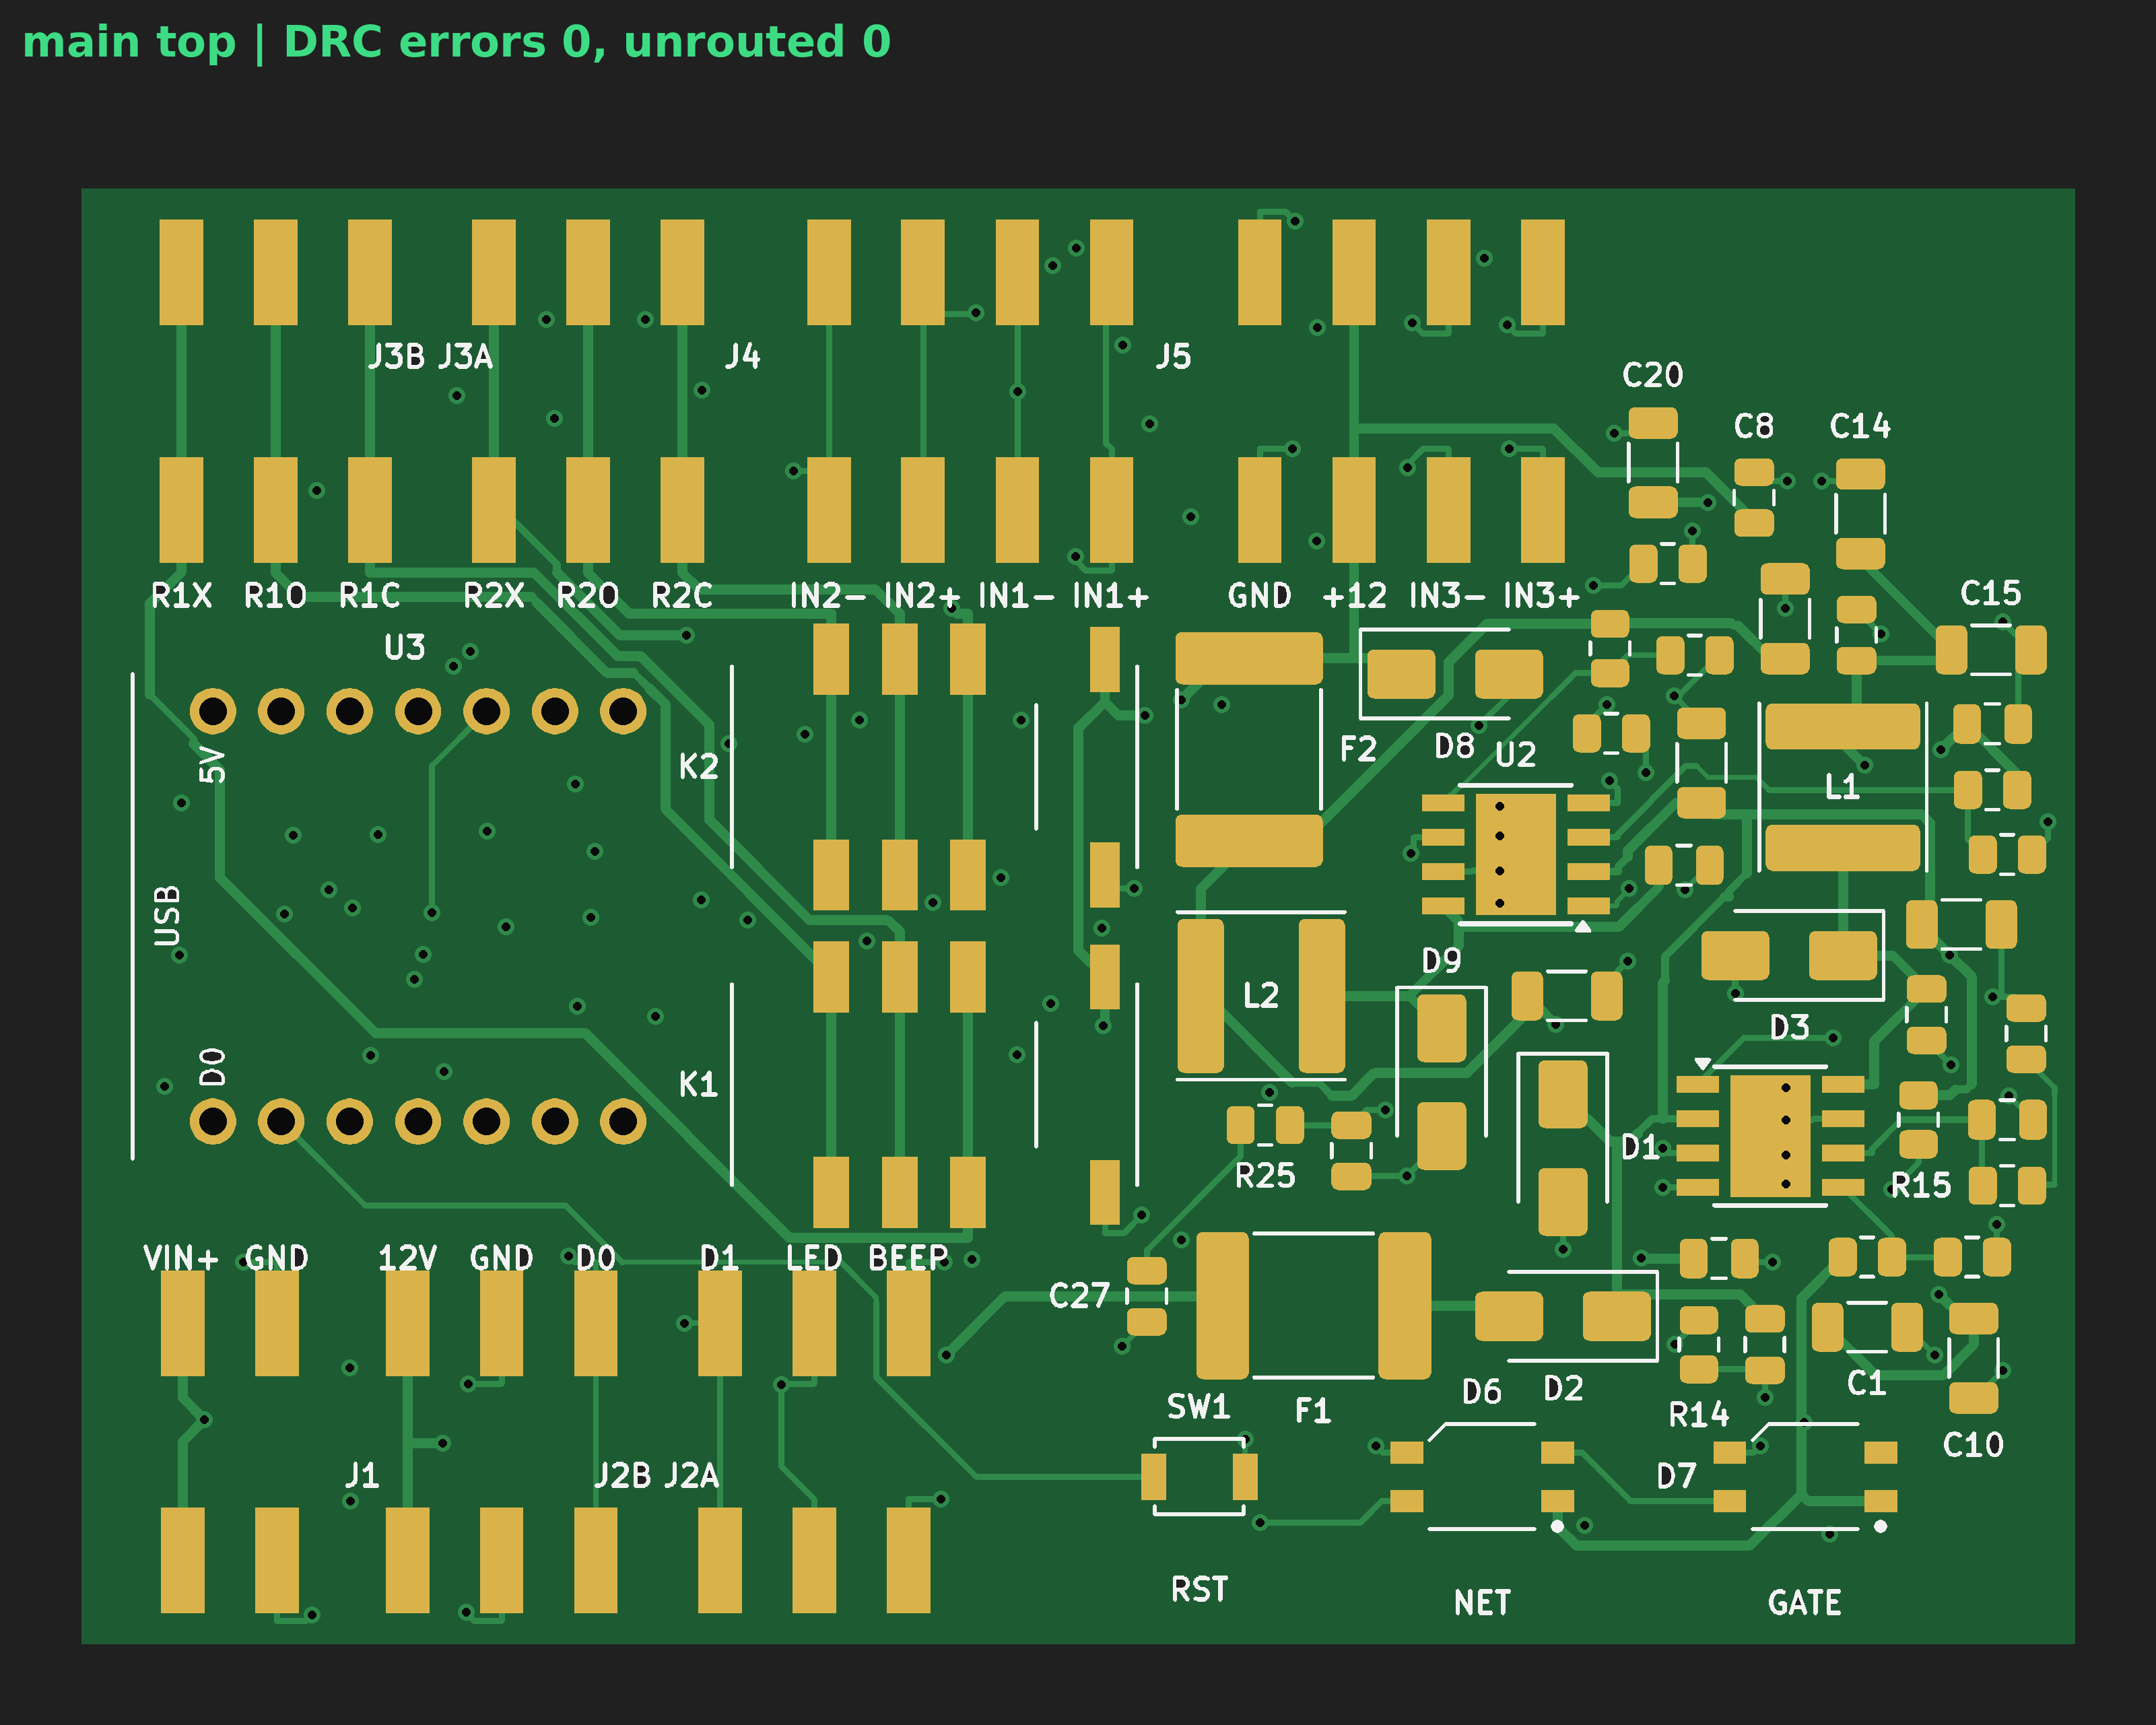 main top | DRC errors 0, unrouted 0
J3B J3A
J4
J5
C20
C8
C14
R1X R1O R1C R2X R2O R2C IN2- IN2+ IN1- IN1+ GND +12 IN3- IN3+
C15
U3
5V
K2
F2
D8
U2
L1
USB
D9
L2
D3
D0
K1
D1
R25
R15
VIN+ GND 12V GND D0 D1 LED BEEP
C27
C1
D6
D2
SW1
F1
R14
C10
J1
J2B J2A
D7
RST
NET
GATE